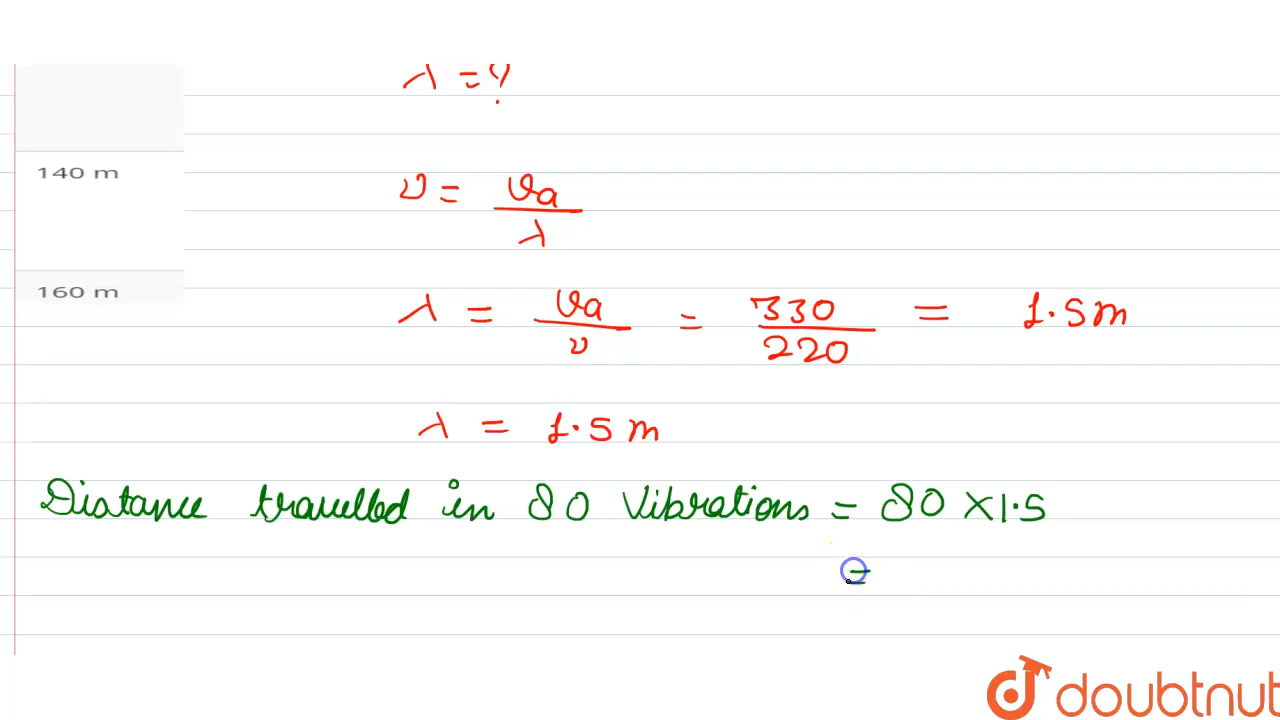 λ = ?
140 m
ν = va / λ
160 m
λ = va / ν = 330 / 220 = 1.5 m
λ = 1.5 m
Distance travelled in 80 Vibrations = 80 × 1.5
=
doubtnut